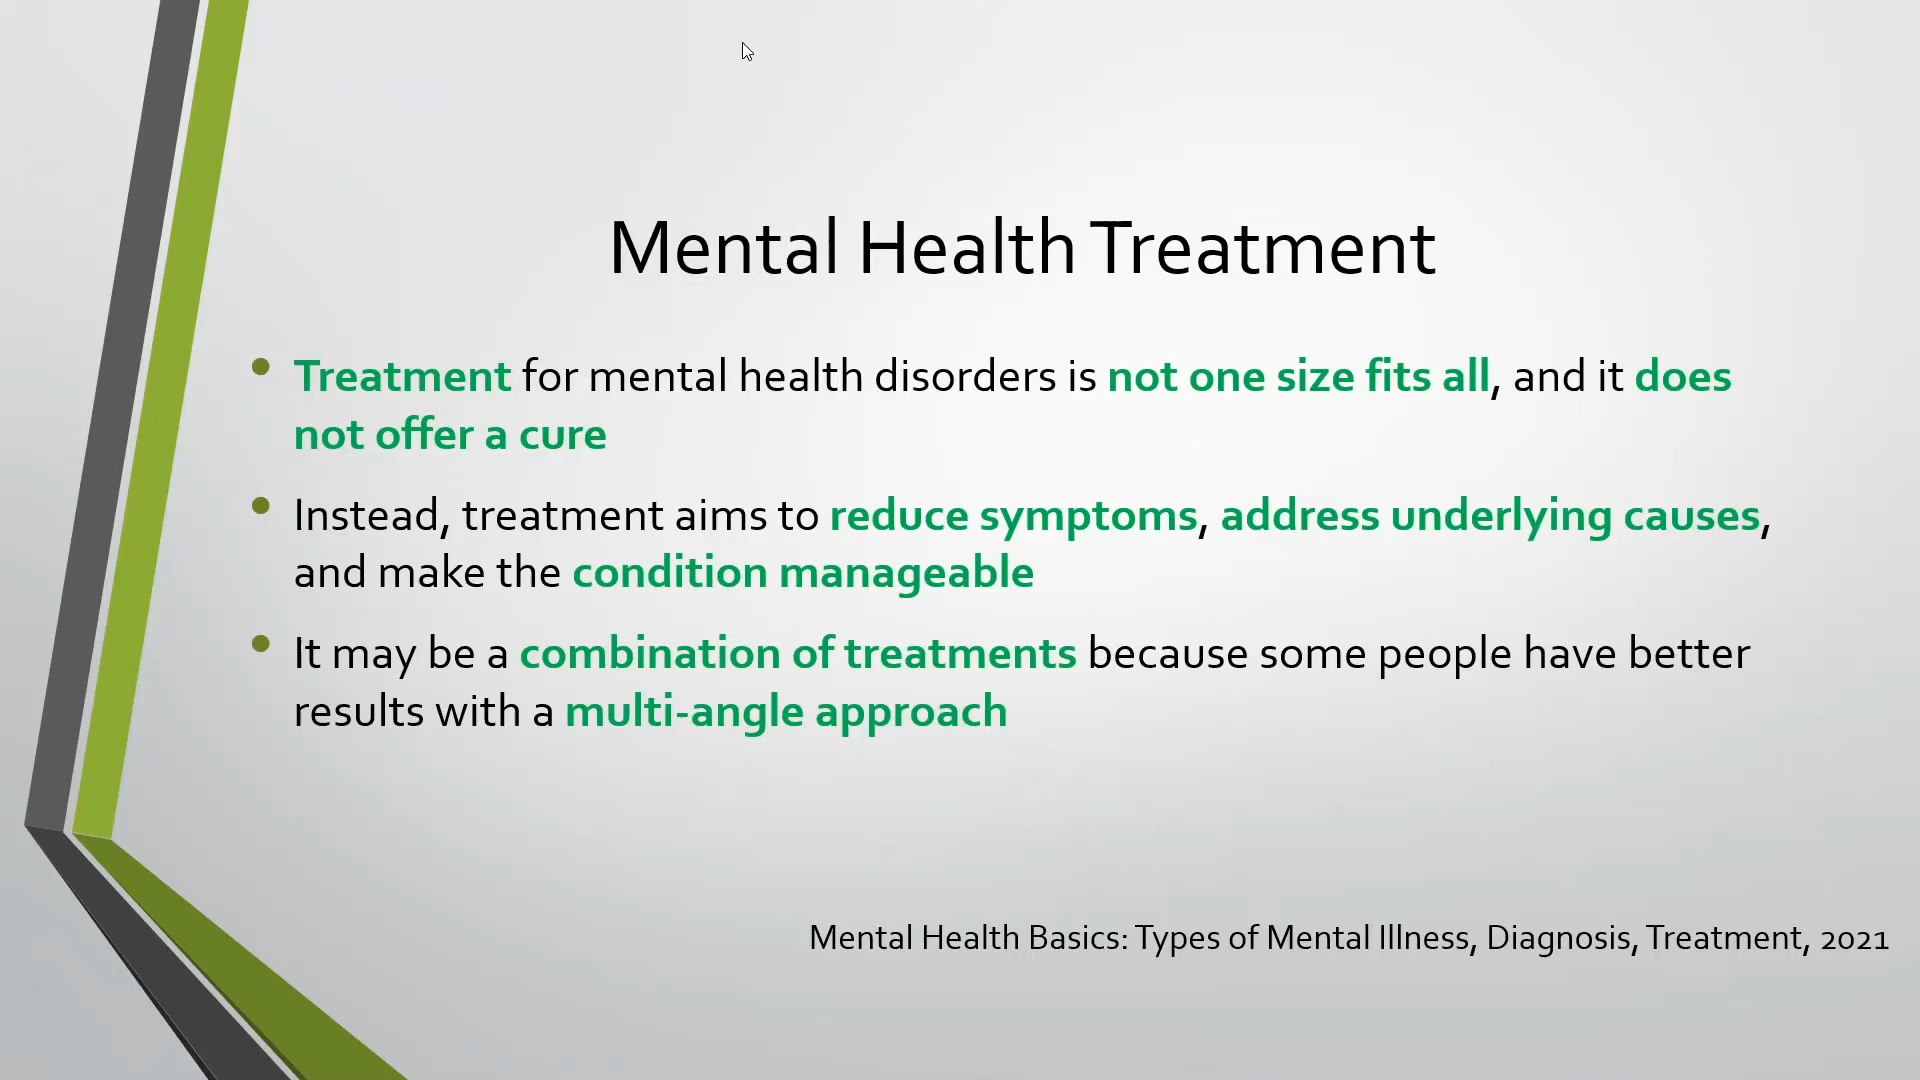 Mental Health Treatment
Treatment for mental health disorders is not one size fits all, and it does
not offer a cure
Instead, treatment aims to reduce symptoms, address underlying causes,
and make the condition manageable
It may be a combination of treatments because some people have better
results with a multi-angle approach
Mental Health Basics: Types of Mental Illness, Diagnosis, Treatment, 2021